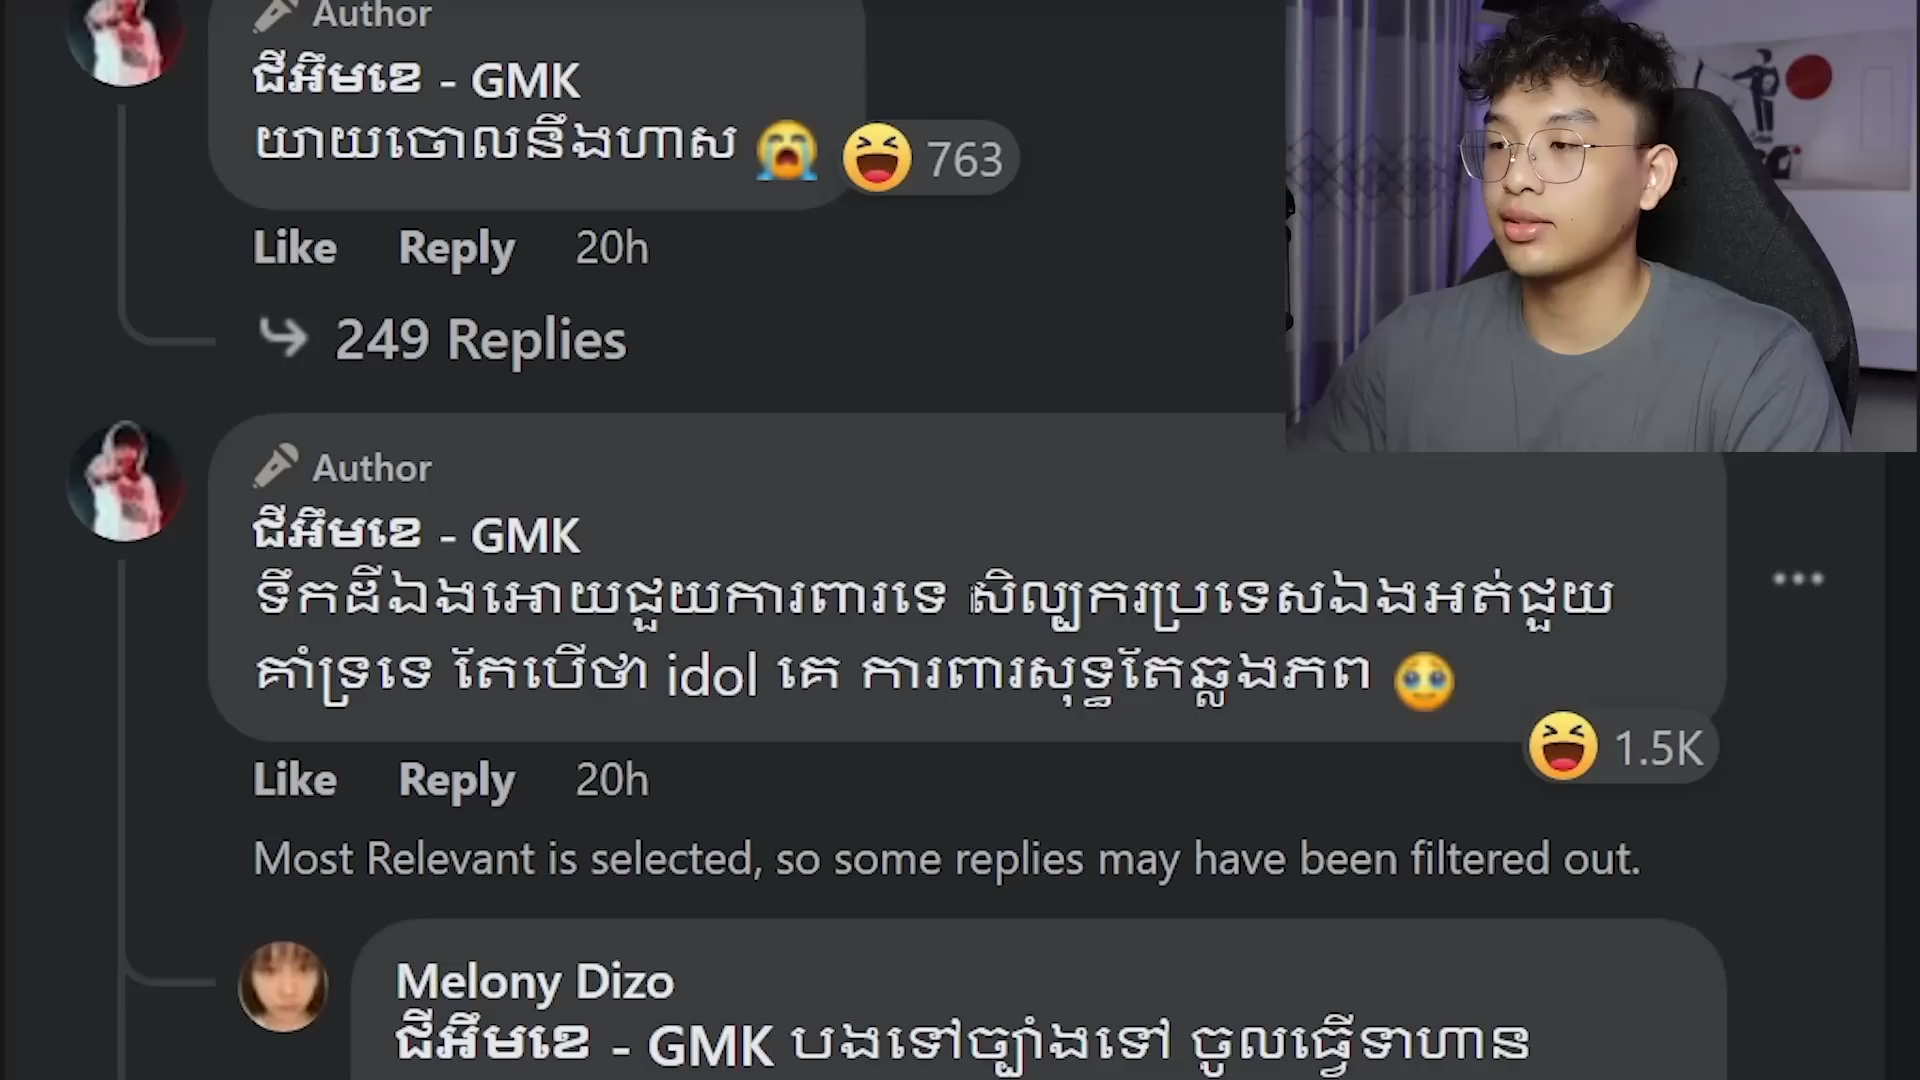 Author
ជីអឹមខេ - GMK
យាយចោលនឹងហាស 😭 763
Like Reply 20h
249 Replies
Author
ជីអឹមខេ - GMK
ទឹកដីឯងអោយជួយការពារទេ សិល្បករប្រទេសឯងអត់ជួយ
គាំទ្រទេ តែបើថា idol គេ ការពារសុទ្ធតែឆ្លងភព 🥹
1.5K
Like Reply 20h
Most Relevant is selected, so some replies may have been filtered out.
Melony Dizo
ជីអឹមខេ - GMK បងទៅច្បាំងទៅ ចូលធ្វើទាហាន